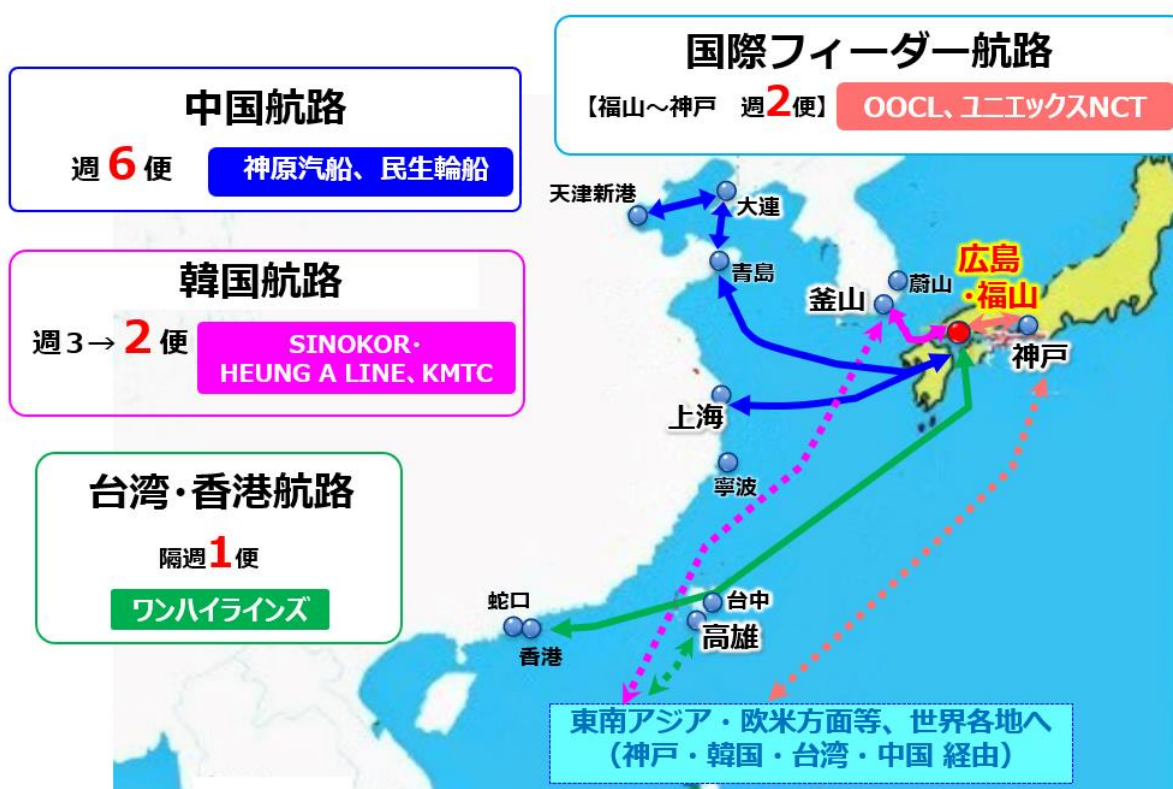 国際フィーダー航路
【福山～神戸 週2便】 OOCL、ユニエックスNCT
中国航路
週6便 神原汽船、民生輪船
韓国航路
週3→2便 SINOKOR・
HEUNG A LINE、KMTC
台湾・香港航路
隔週1便
ワンハイラインズ
天津新港
大連
青島
蔚山
釜山
広島
・福山
神戸
上海
寧波
台中
高雄
蛇口
香港
東南アジア・欧米方面等、世界各地へ
（神戸・韓国・台湾・中国 経由）